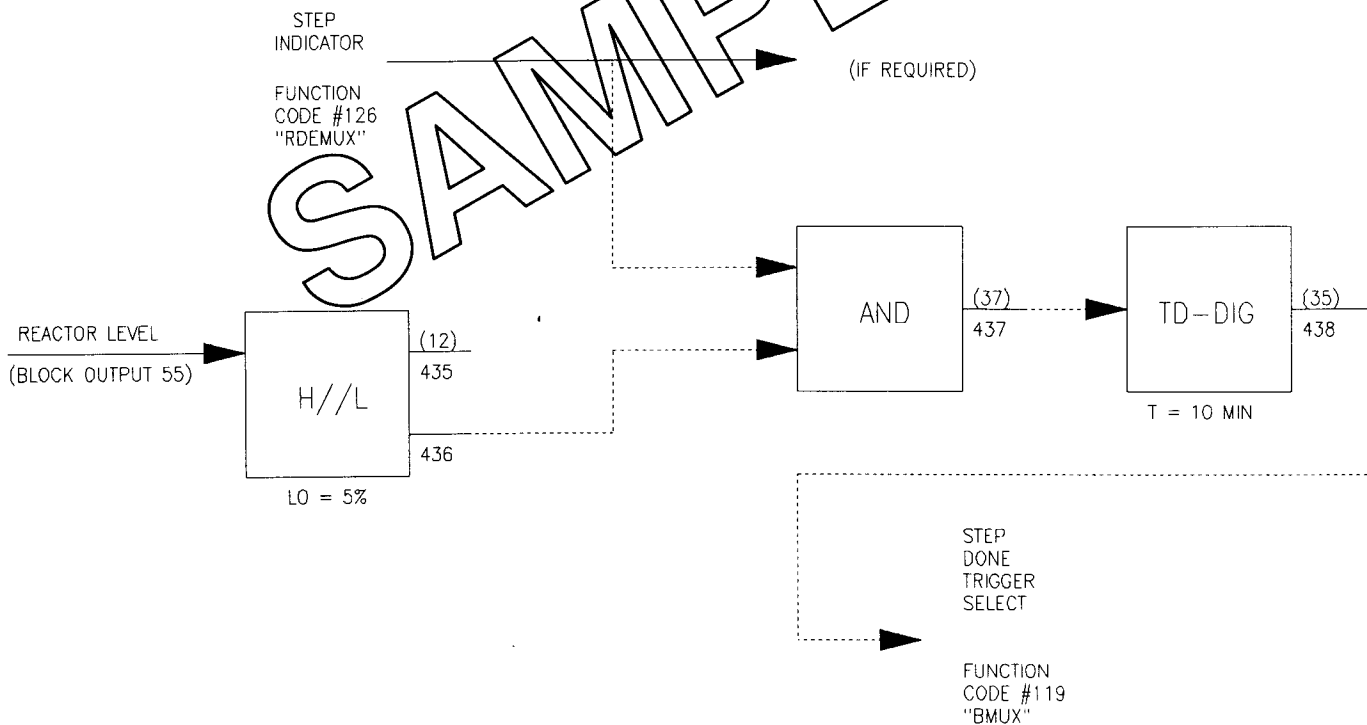 STEP
INDICATOR
FUNCTION
CODE #126
"RDEMUX"
(IF REQUIRED)
SAMPL
REACTOR LEVEL
(BLOCK OUTPUT 55)
H//L
(12)
435
436
LO = 5%
AND
(37)
437
TD-DIG
(35)
438
T = 10 MIN
STEP
DONE
TRIGGER
SELECT
FUNCTION
CODE #119
"BMUX"